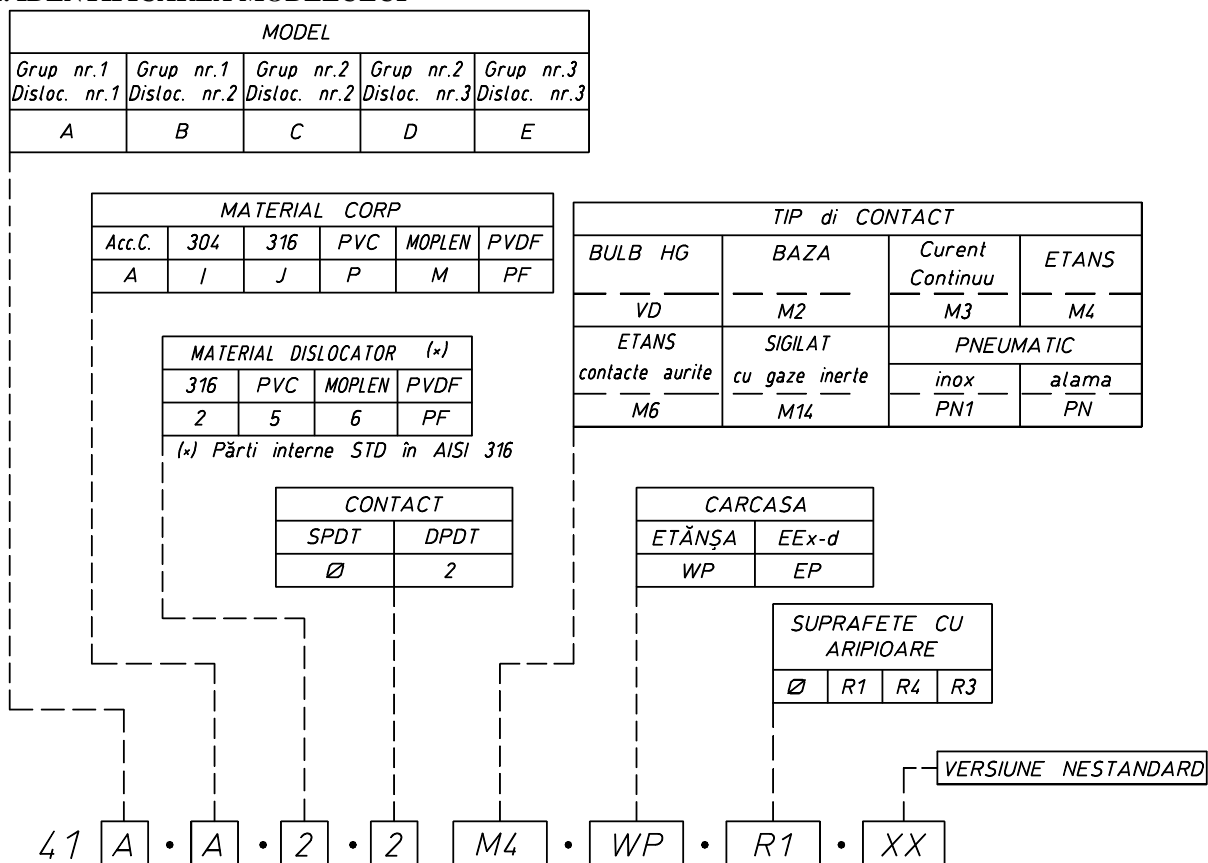 MODEL
Grup nr.1 Grup nr.1 Grup nr.2 Grup nr.2 Grup nr.3
Disloc. nr.1 Disloc. nr.2 Disloc. nr.2 Disloc. nr.3 Disloc. nr.3
A B C D E
MATERIAL CORP
Acc.C. 304 316 PVC MOPLEN PVDF
A I J P M PF
TIP di CONTACT
BULB HG BAZA Curent Continuu ETANS
VD M2 M3 M4
ETANS contacte aurite SIGILAT cu gaze inerte PNEUMATIC
inox alama
M6 M14 PN1 PN
MATERIAL DISLOCATOR (×)
316 PVC MOPLEN PVDF
2 5 6 PF
(×) Părti interne STD în AISI 316
CONTACT
SPDT DPDT
Ø 2
CARCASA
ETĂNŞA EEx-d
WP EP
SUPRAFETE CU
ARIPIOARE
Ø R1 R4 R3
VERSIUNE NESTANDARD
41 A • A • 2 • 2 M4 • WP • R1 • XX